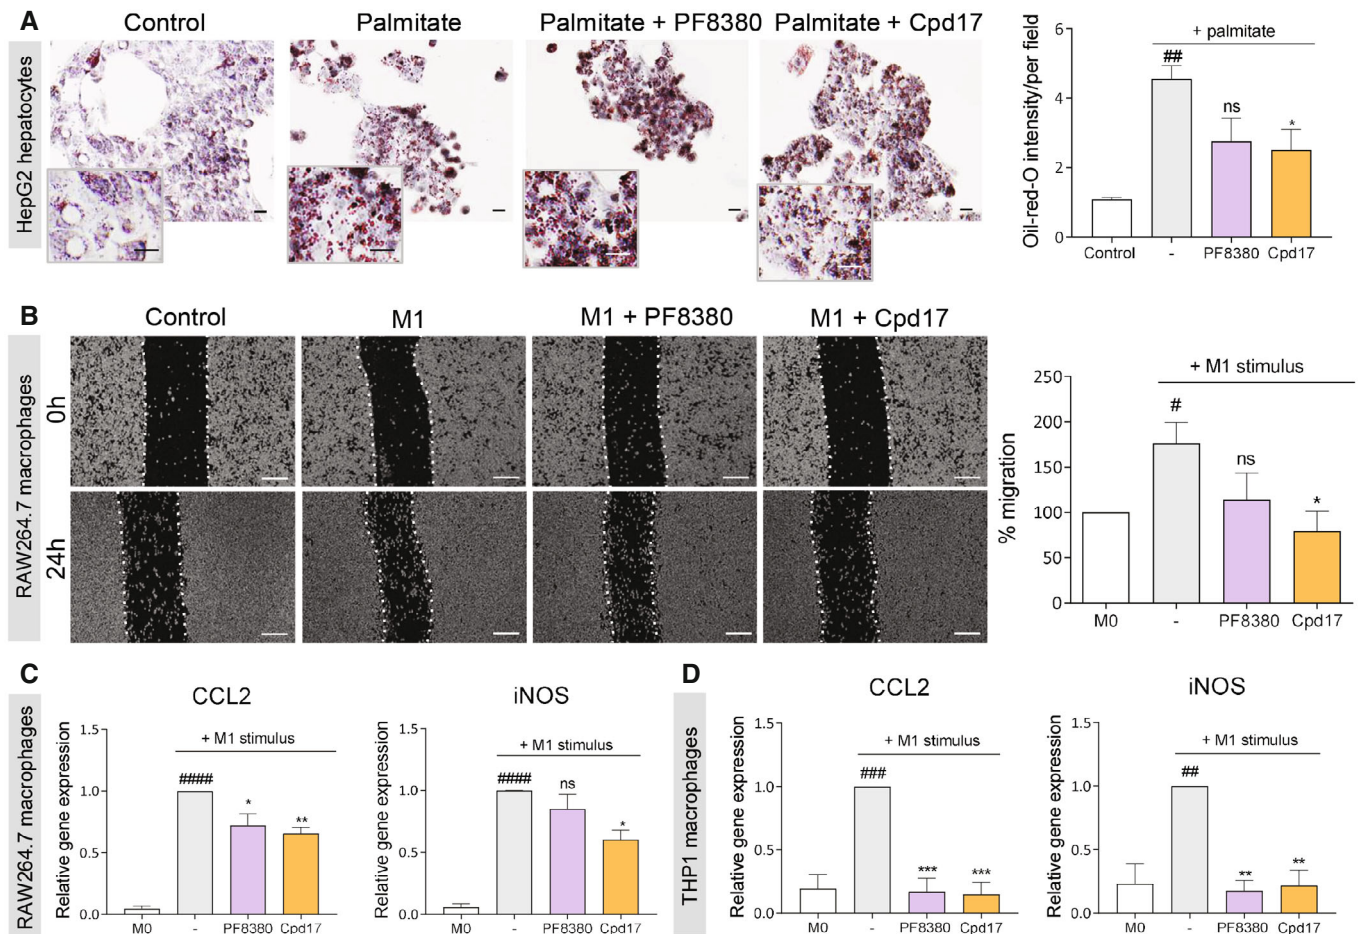 A
Control
Palmitate
Palmitate + PF8380
Palmitate + Cpd17
HepG2 hepatocytes
Oil-red-O intensity/per field
6
4
2
0
+ palmitate
##
ns
*
Control
-
PF8380
Cpd17
B
Control
M1
M1 + PF8380
M1 + Cpd17
RAW264.7 macrophages
0h
24h
% migration
250
200
150
100
50
0
+ M1 stimulus
#
ns
*
M0
-
PF8380
Cpd17
C
RAW264.7 macrophages
CCL2
Relative gene expression
1.5
1.0
0.5
0.0
+ M1 stimulus
####
*
**
M0
-
PF8380
Cpd17
iNOS
Relative gene expression
1.5
1.0
0.5
0.0
+ M1 stimulus
####
ns
*
M0
-
PF8380
Cpd17
D
THP1 macrophages
CCL2
Relative gene expression
1.5
1.0
0.5
0.0
+ M1 stimulus
###
***
***
M0
-
PF8380
Cpd17
iNOS
Relative gene expression
1.5
1.0
0.5
0.0
+ M1 stimulus
##
**
**
M0
-
PF8380
Cpd17